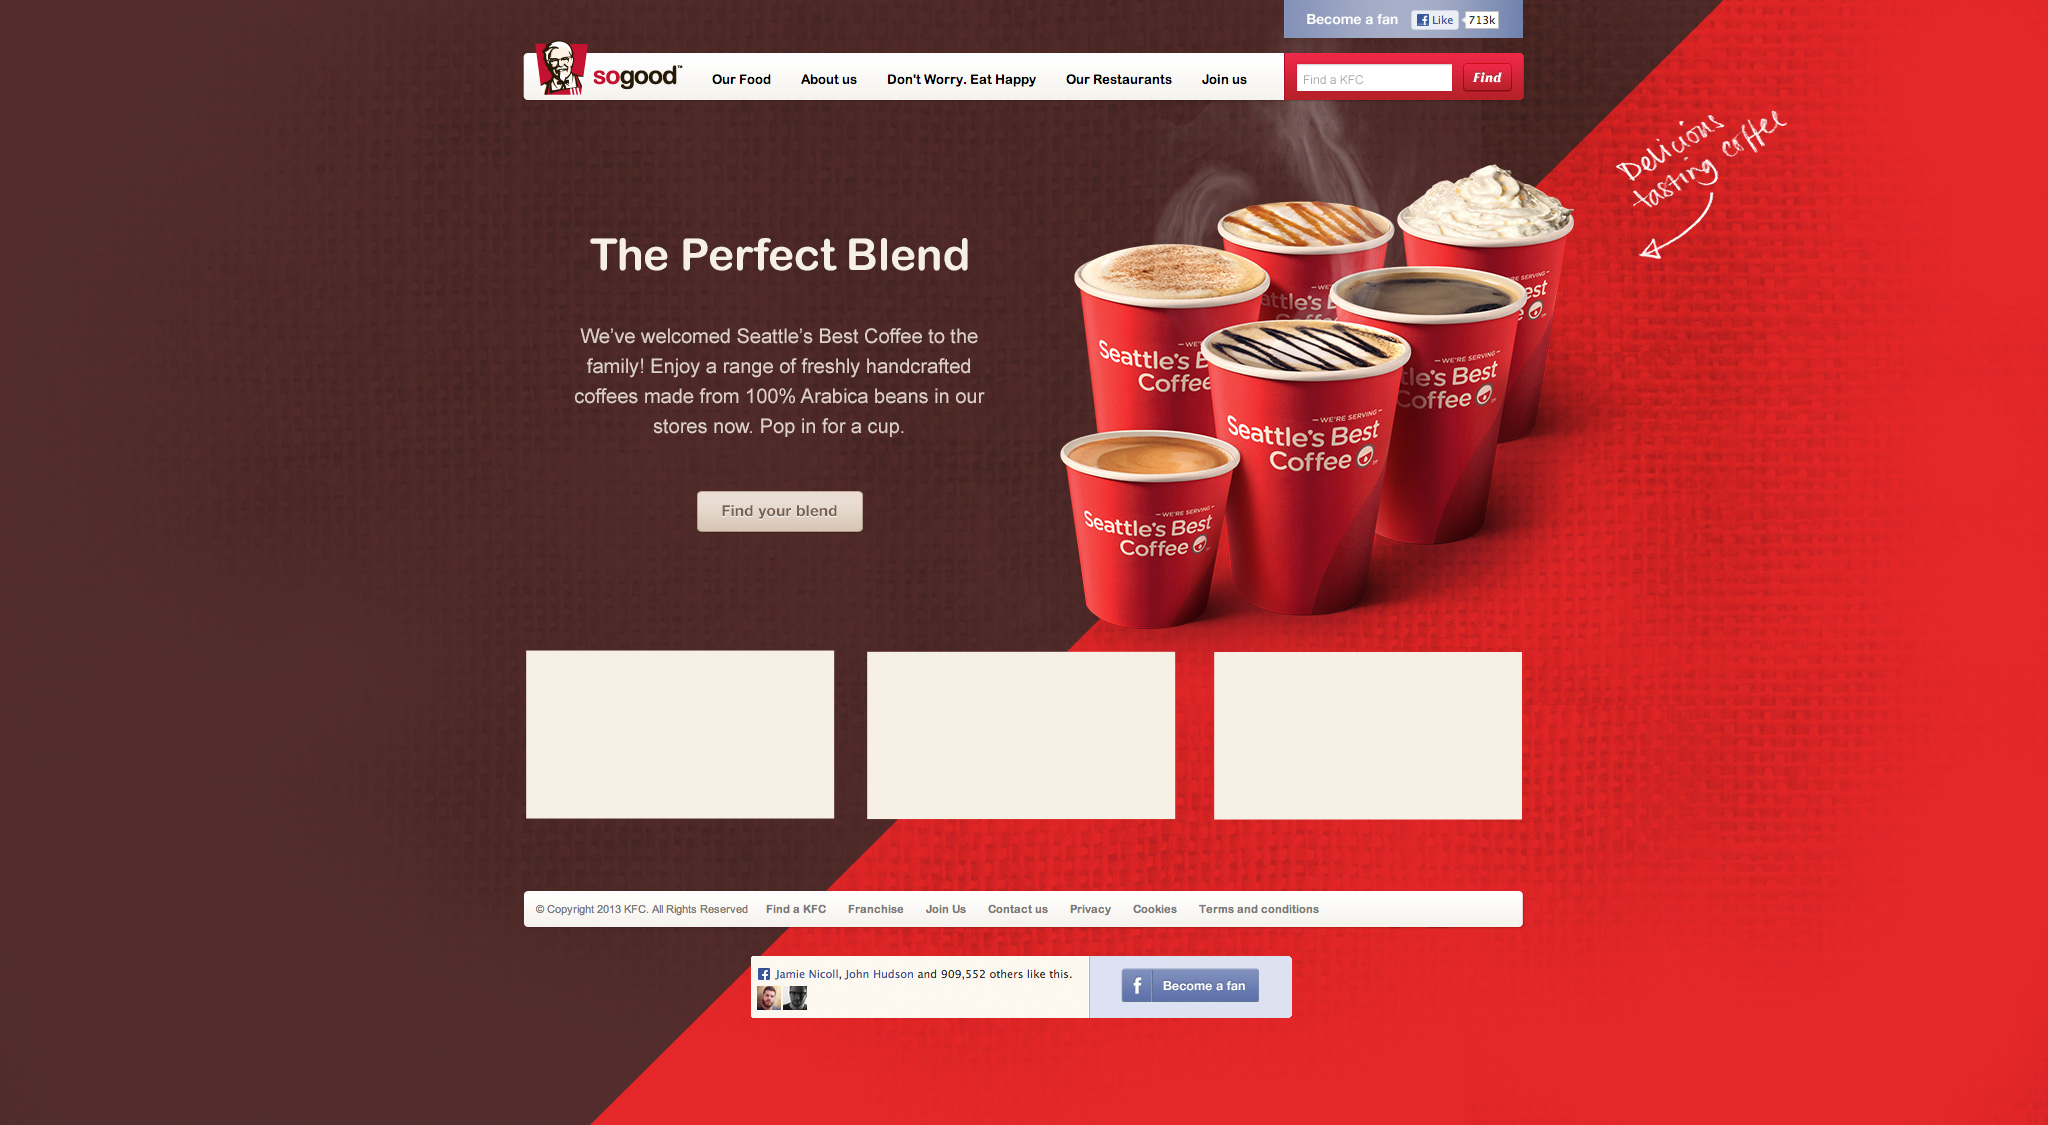 Become a fan
Like
713k
sogood™
Our Food
About us
Don't Worry. Eat Happy
Our Restaurants
Join us
Find a KFC
Find
Delicious
tasting coffee
The Perfect Blend
We've welcomed Seattle's Best Coffee to the
family! Enjoy a range of freshly handcrafted
coffees made from 100% Arabica beans in our
stores now. Pop in for a cup.
Find your blend
WE'RE SERVING
est
Seattle's
Coffee
WE'RE SERVING
tle's Best
Coffee
WE'RE SERVING
Seattle's Best
Coffee
WE'RE SERVING
Seattle's Best
Coffee
© Copyright 2013 KFC. All Rights Reserved
Find a KFC
Franchise
Join Us
Contact us
Privacy
Cookies
Terms and conditions
Jamie Nicoll, John Hudson and 909,552 others like this.
Become a fan